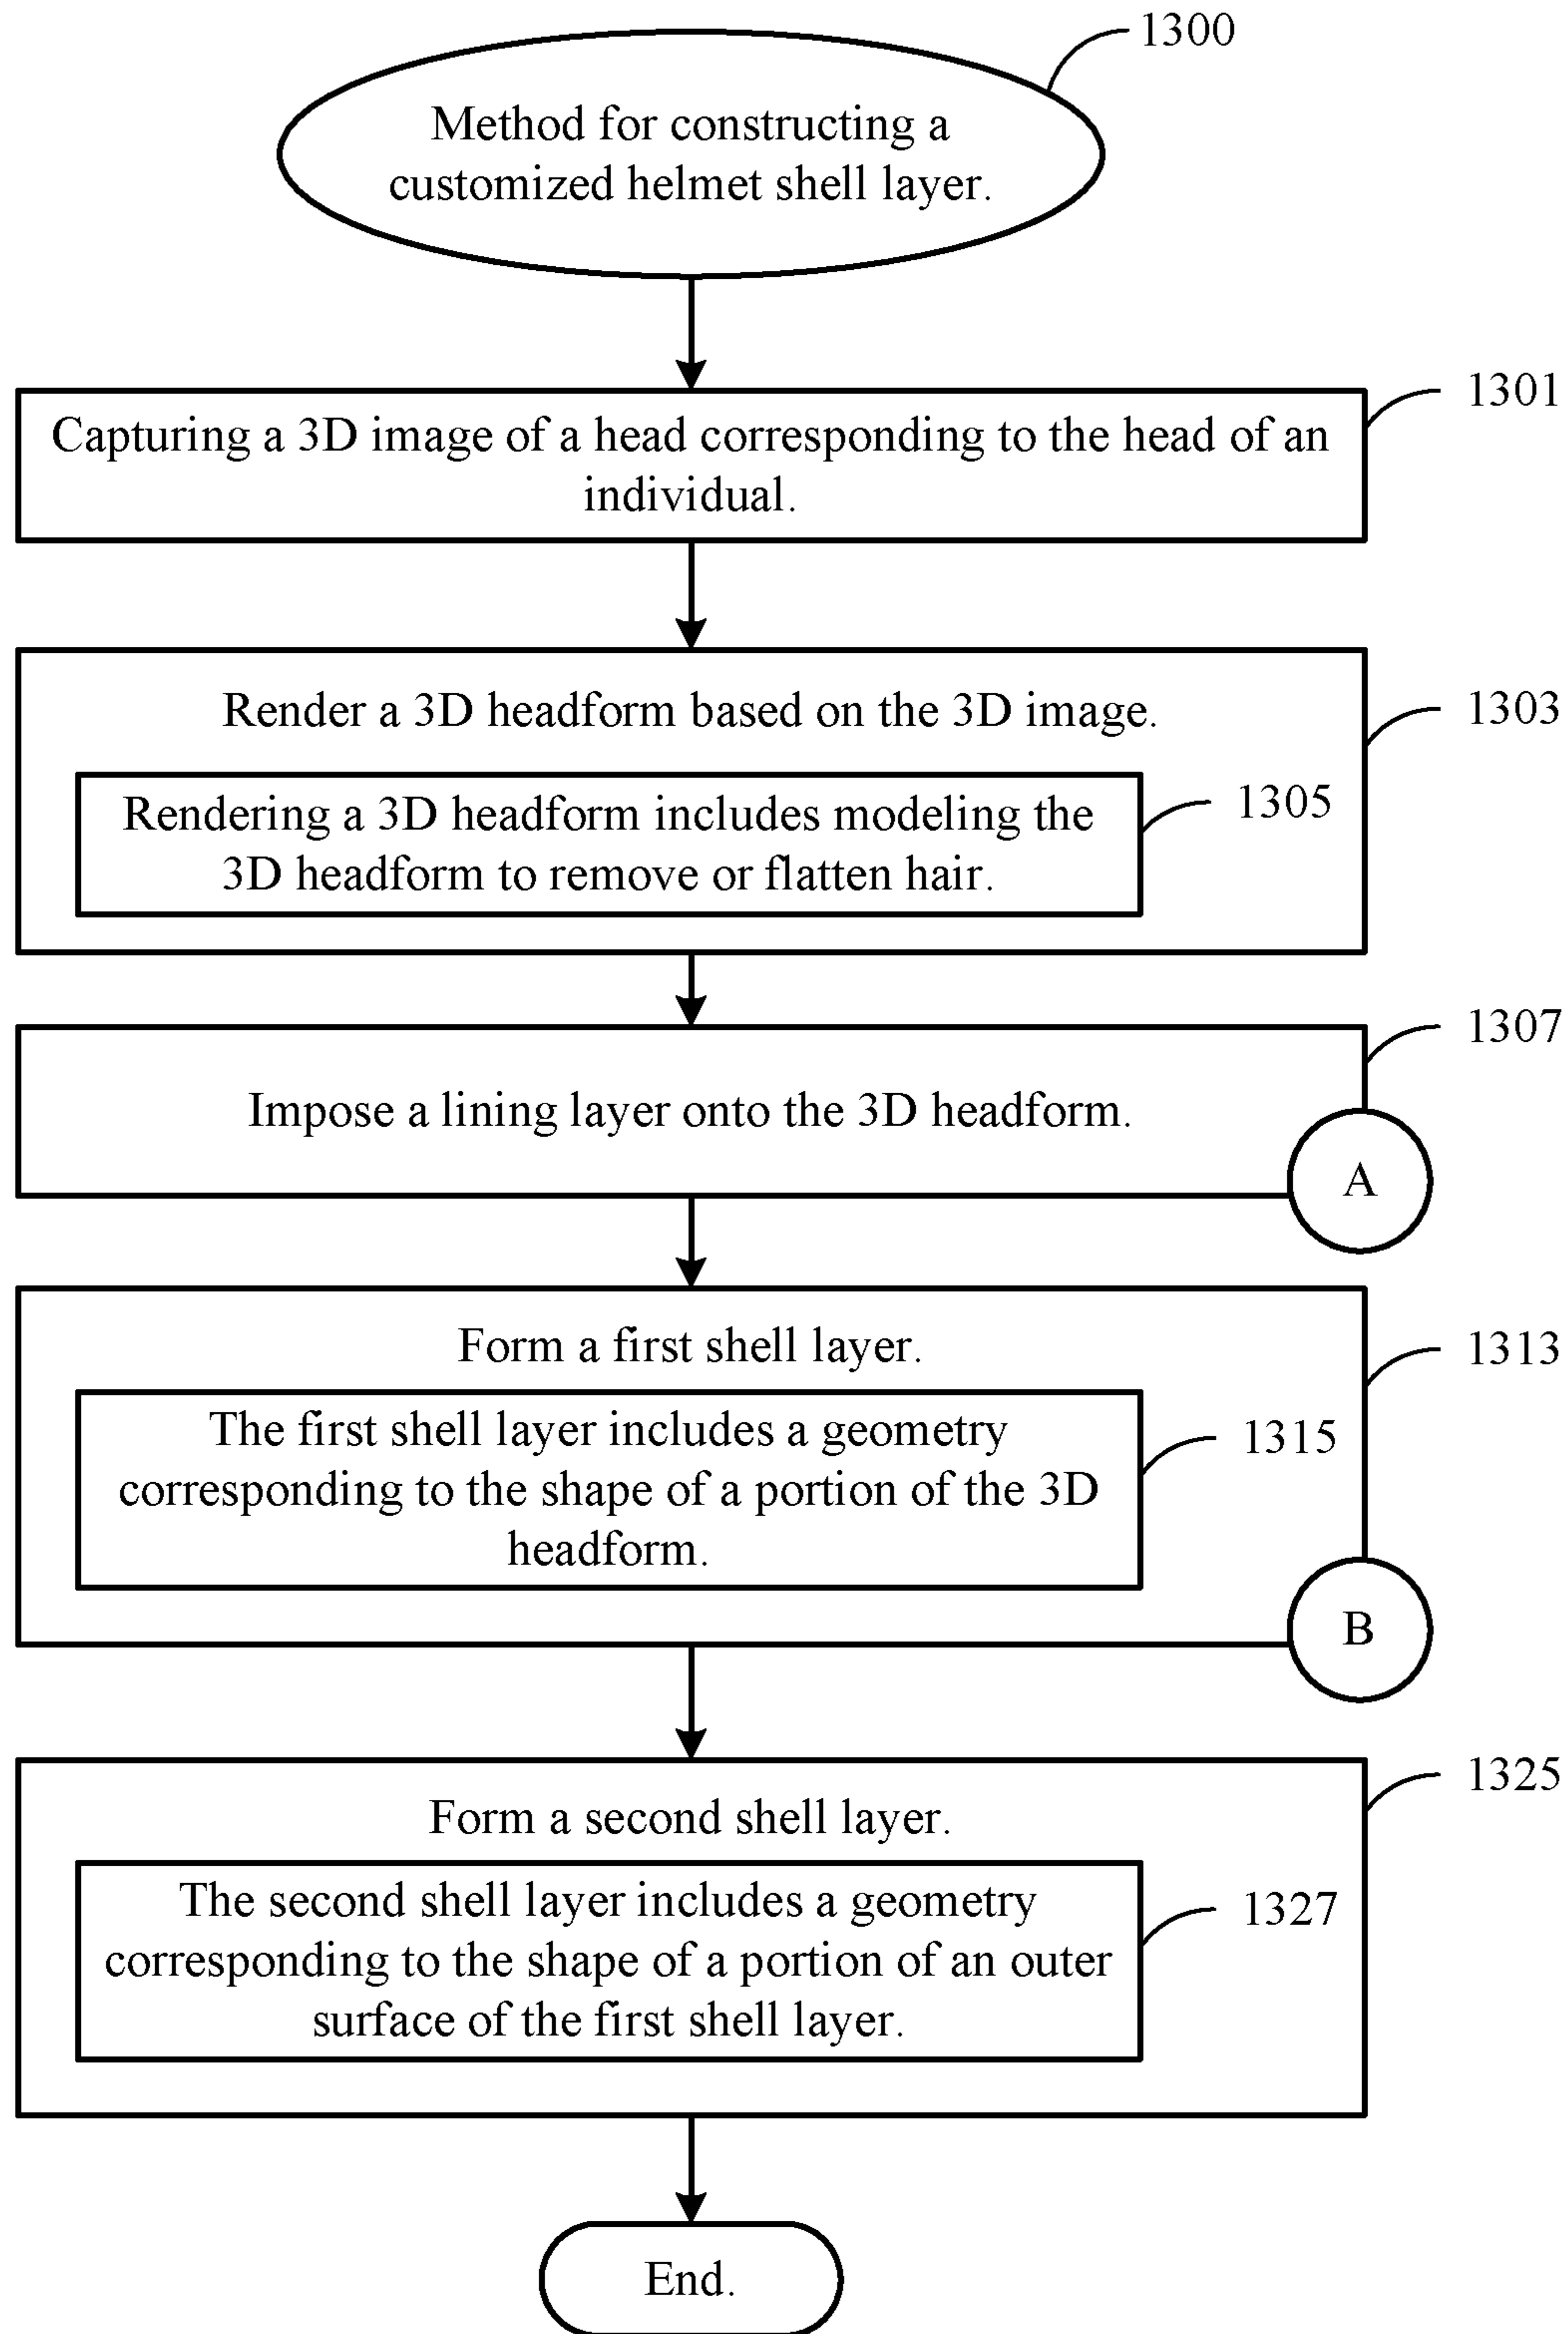 1300
Method for constructing a
customized helmet shell layer.
1301
Capturing a 3D image of a head corresponding to the head of an
individual.
1303
Render a 3D headform based on the 3D image.
1305
Rendering a 3D headform includes modeling the
3D headform to remove or flatten hair.
1307
Impose a lining layer onto the 3D headform.
A
1313
Form a first shell layer.
The first shell layer includes a geometry
1315
corresponding to the shape of a portion of the 3D
headform.
B
1325
Form a second shell layer.
The second shell layer includes a geometry
1327
corresponding to the shape of a portion of an outer
surface of the first shell layer.
End.